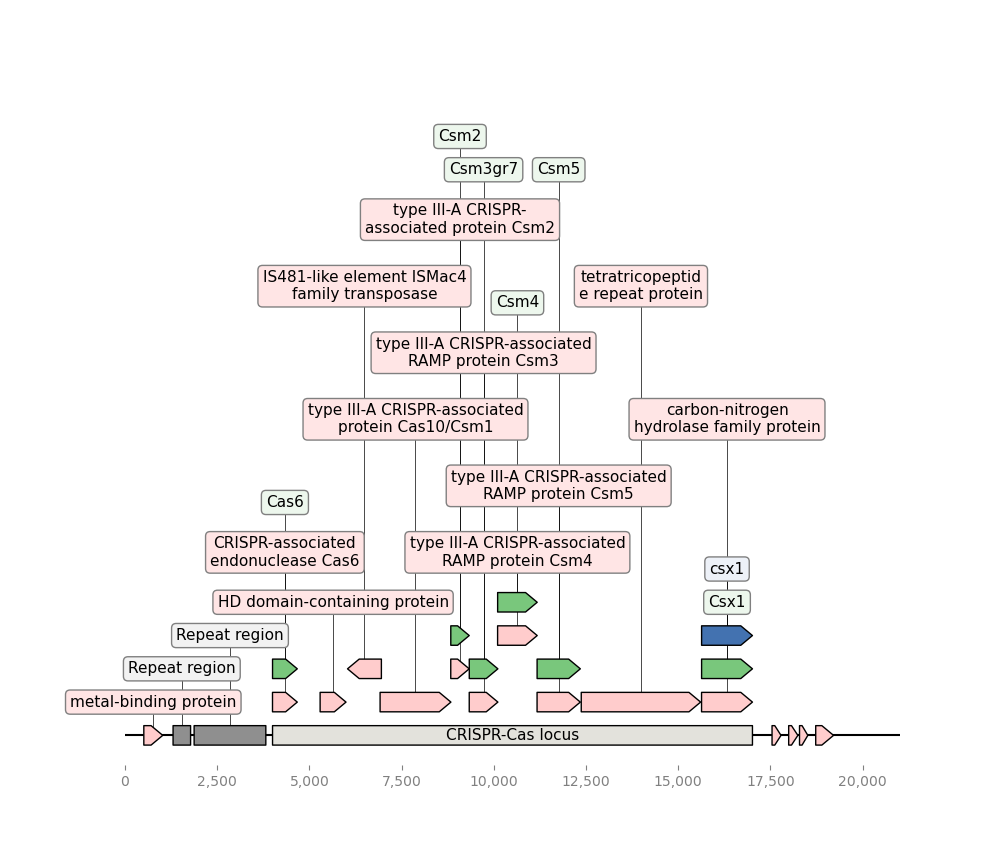 Csm2
Csm3gr7
Csm5
type III-A CRISPR-
associated protein Csm2
IS481-like element ISMac4
family transposase
tetratricopeptid
e repeat protein
Csm4
type III-A CRISPR-associated
RAMP protein Csm3
type III-A CRISPR-associated
protein Cas10/Csm1
carbon-nitrogen
hydrolase family protein
type III-A CRISPR-associated
RAMP protein Csm5
Cas6
CRISPR-associated
endonuclease Cas6
type III-A CRISPR-associated
RAMP protein Csm4
csx1
HD domain-containing protein
Csx1
Repeat region
Repeat region
metal-binding protein
CRISPR-Cas locus
0 2,500 5,000 7,500 10,000 12,500 15,000 17,500 20,000